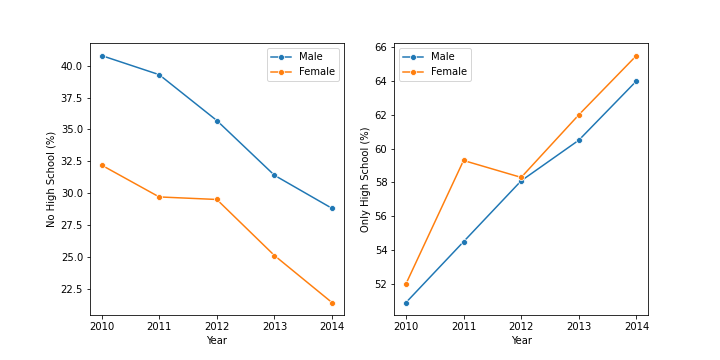 No High School (%)
40.0
37.5
35.0
32.5
30.0
27.5
25.0
22.5
2010 2011 2012 2013 2014
Year
Male
Female
Only High School (%)
66
64
62
60
58
56
54
52
2010 2011 2012 2013 2014
Year
Male
Female